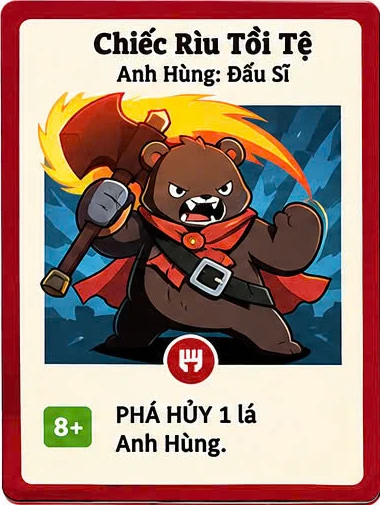 Chiếc Rìu Tồi Tệ
Anh Hùng: Đấu Sĩ
8+
PHÁ HỦY 1 lá
Anh Hùng.